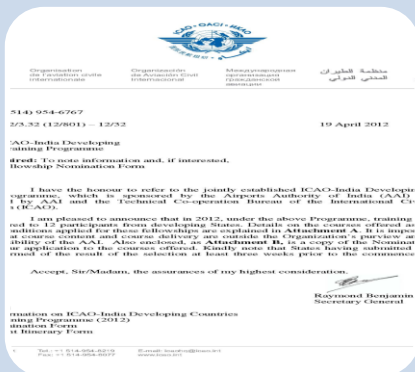 ICAO · OACI · ИКАО
Organisation Organización Международная منظمة الطيران
de l'aviation civile de Aviación Civil организация المدني الدولي
internationale Internacional гражданской
авиации
514) 954-6767
2/3.32 (12/801) – 12/32 19 April 2012
CAO-India Developing
raining Programme
ired: To note information and, if interested,
llowship Nomination Form
I have the honour to refer to the jointly established ICAO-India Developin
ogramme, which is sponsored by the Airports Authority of India (AAI)
l by AAI and the Technical Co-operation Bureau of the International Ci
s (ICAO).
I am pleased to announce that in 2012, under the above Programme, training
red to 12 participants from developing States. Details on the courses offered a
onditions applied for these fellowships are explained in Attachment A. It is impo
at course content and course delivery are outside the Organization's purview a
ibility of the AAI. Also enclosed, as Attachment B, is a copy of the Nominat
ur application to the courses offered. Kindly note that States having submitted
rmed of the result of the selection at least three weeks prior to the commence
Accept, Sir/Madam, the assurances of my highest consideration.
Raymond Benjamin
Secretary General
rmation on ICAO-India Developing Countries
ning Programme (2012)
ination Form
nt Itinerary Form
Tel.: +1 514-954-8219 E-mail: icaohq@icao.int
Fax: +1 514-954-6077 www.icao.int